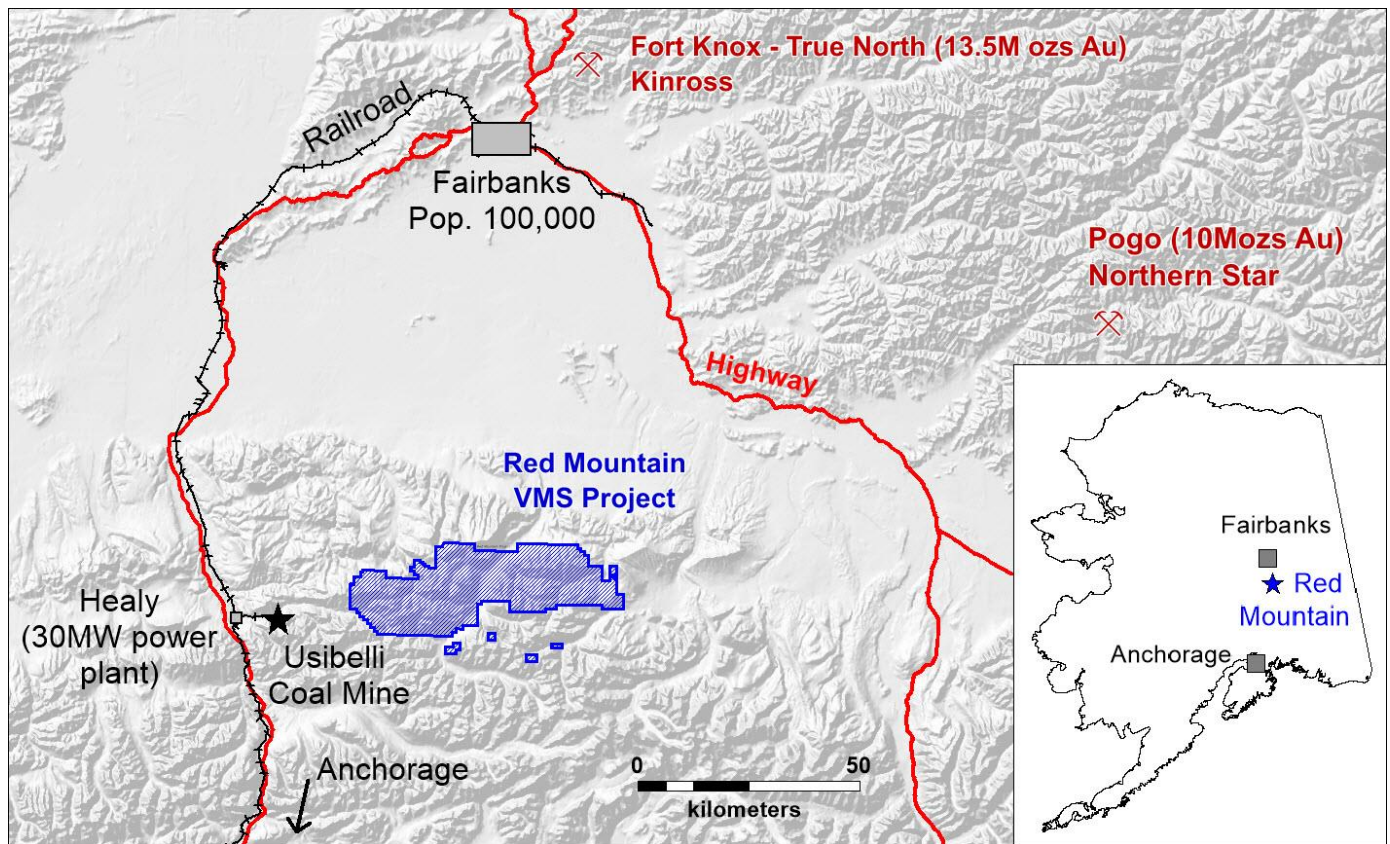 Fort Knox - True North (13.5M ozs Au)
Kinross
Railroad
Fairbanks
Pop. 100,000
Pogo (10Mozs Au)
Northern Star
Highway
Red Mountain
VMS Project
Healy
(30MW power
plant)
Usibelli
Coal Mine
Anchorage
0 50
kilometers
Fairbanks
Red
Mountain
Anchorage